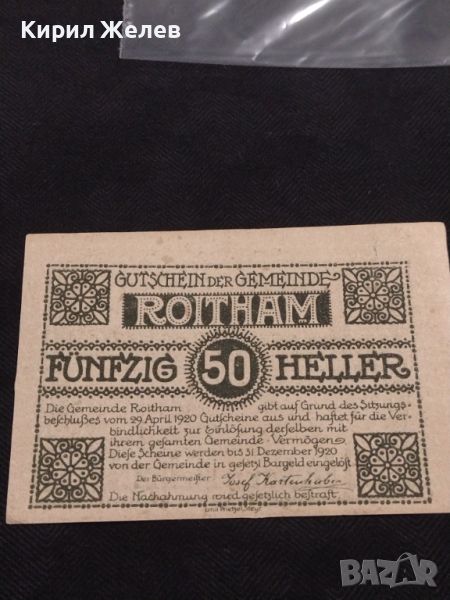 Кирил Желев
GUTSCHEIN DER GEMEINDE
ROITHAM
FÜNFZIG 50 HELLER
Die Gemeinde Roitham gibt auf Grund des Sitzungs-
beschlußes vom 29. April 1920 Gutscheine aus und haftet für die Ver-
bindlichkeit zur Einlösung derselben mit
ihrem gesamten Gemeinde-Vermögen.
Diese Scheine werden bis 31. Dezember 1920
von der Gemeinde in gesetzl. Bargeld eingelöst
Der Bürgermeister Josef Kastenhuber
Die Nachahmung wird gesetzlich bestraft.
BAZAR